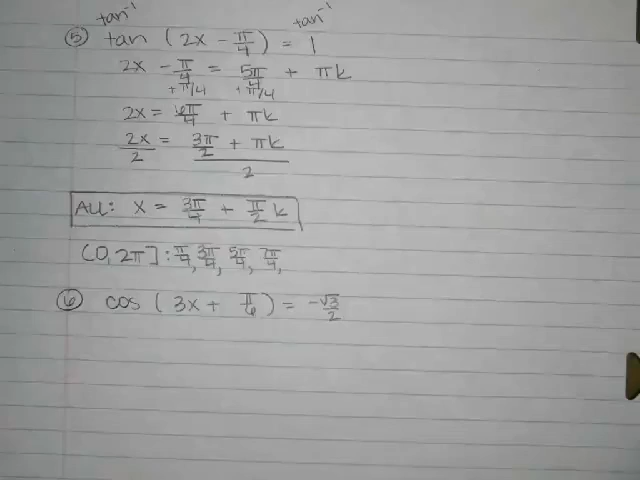 tan⁻¹ tan⁻¹
⑤ tan (2x - π/4) = 1
2x - π/4 = 5π/4 + πk
+π/4 +π/4
2x = 6π/4 + πk
2x/2 = (3π/2 + πk)/2
ALL: x = 3π/4 + π/2 k
(0, 2π]: π/4, 3π/4, 5π/4, 7π/4,
⑥ cos (3x + π/6) = -√3/2